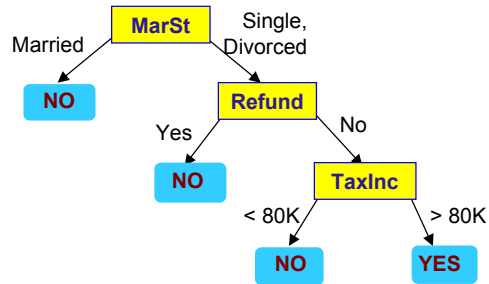 MarSt
Single,
Divorced
Married
NO
Refund
Yes
No
NO
TaxInc
< 80K
> 80K
NO
YES